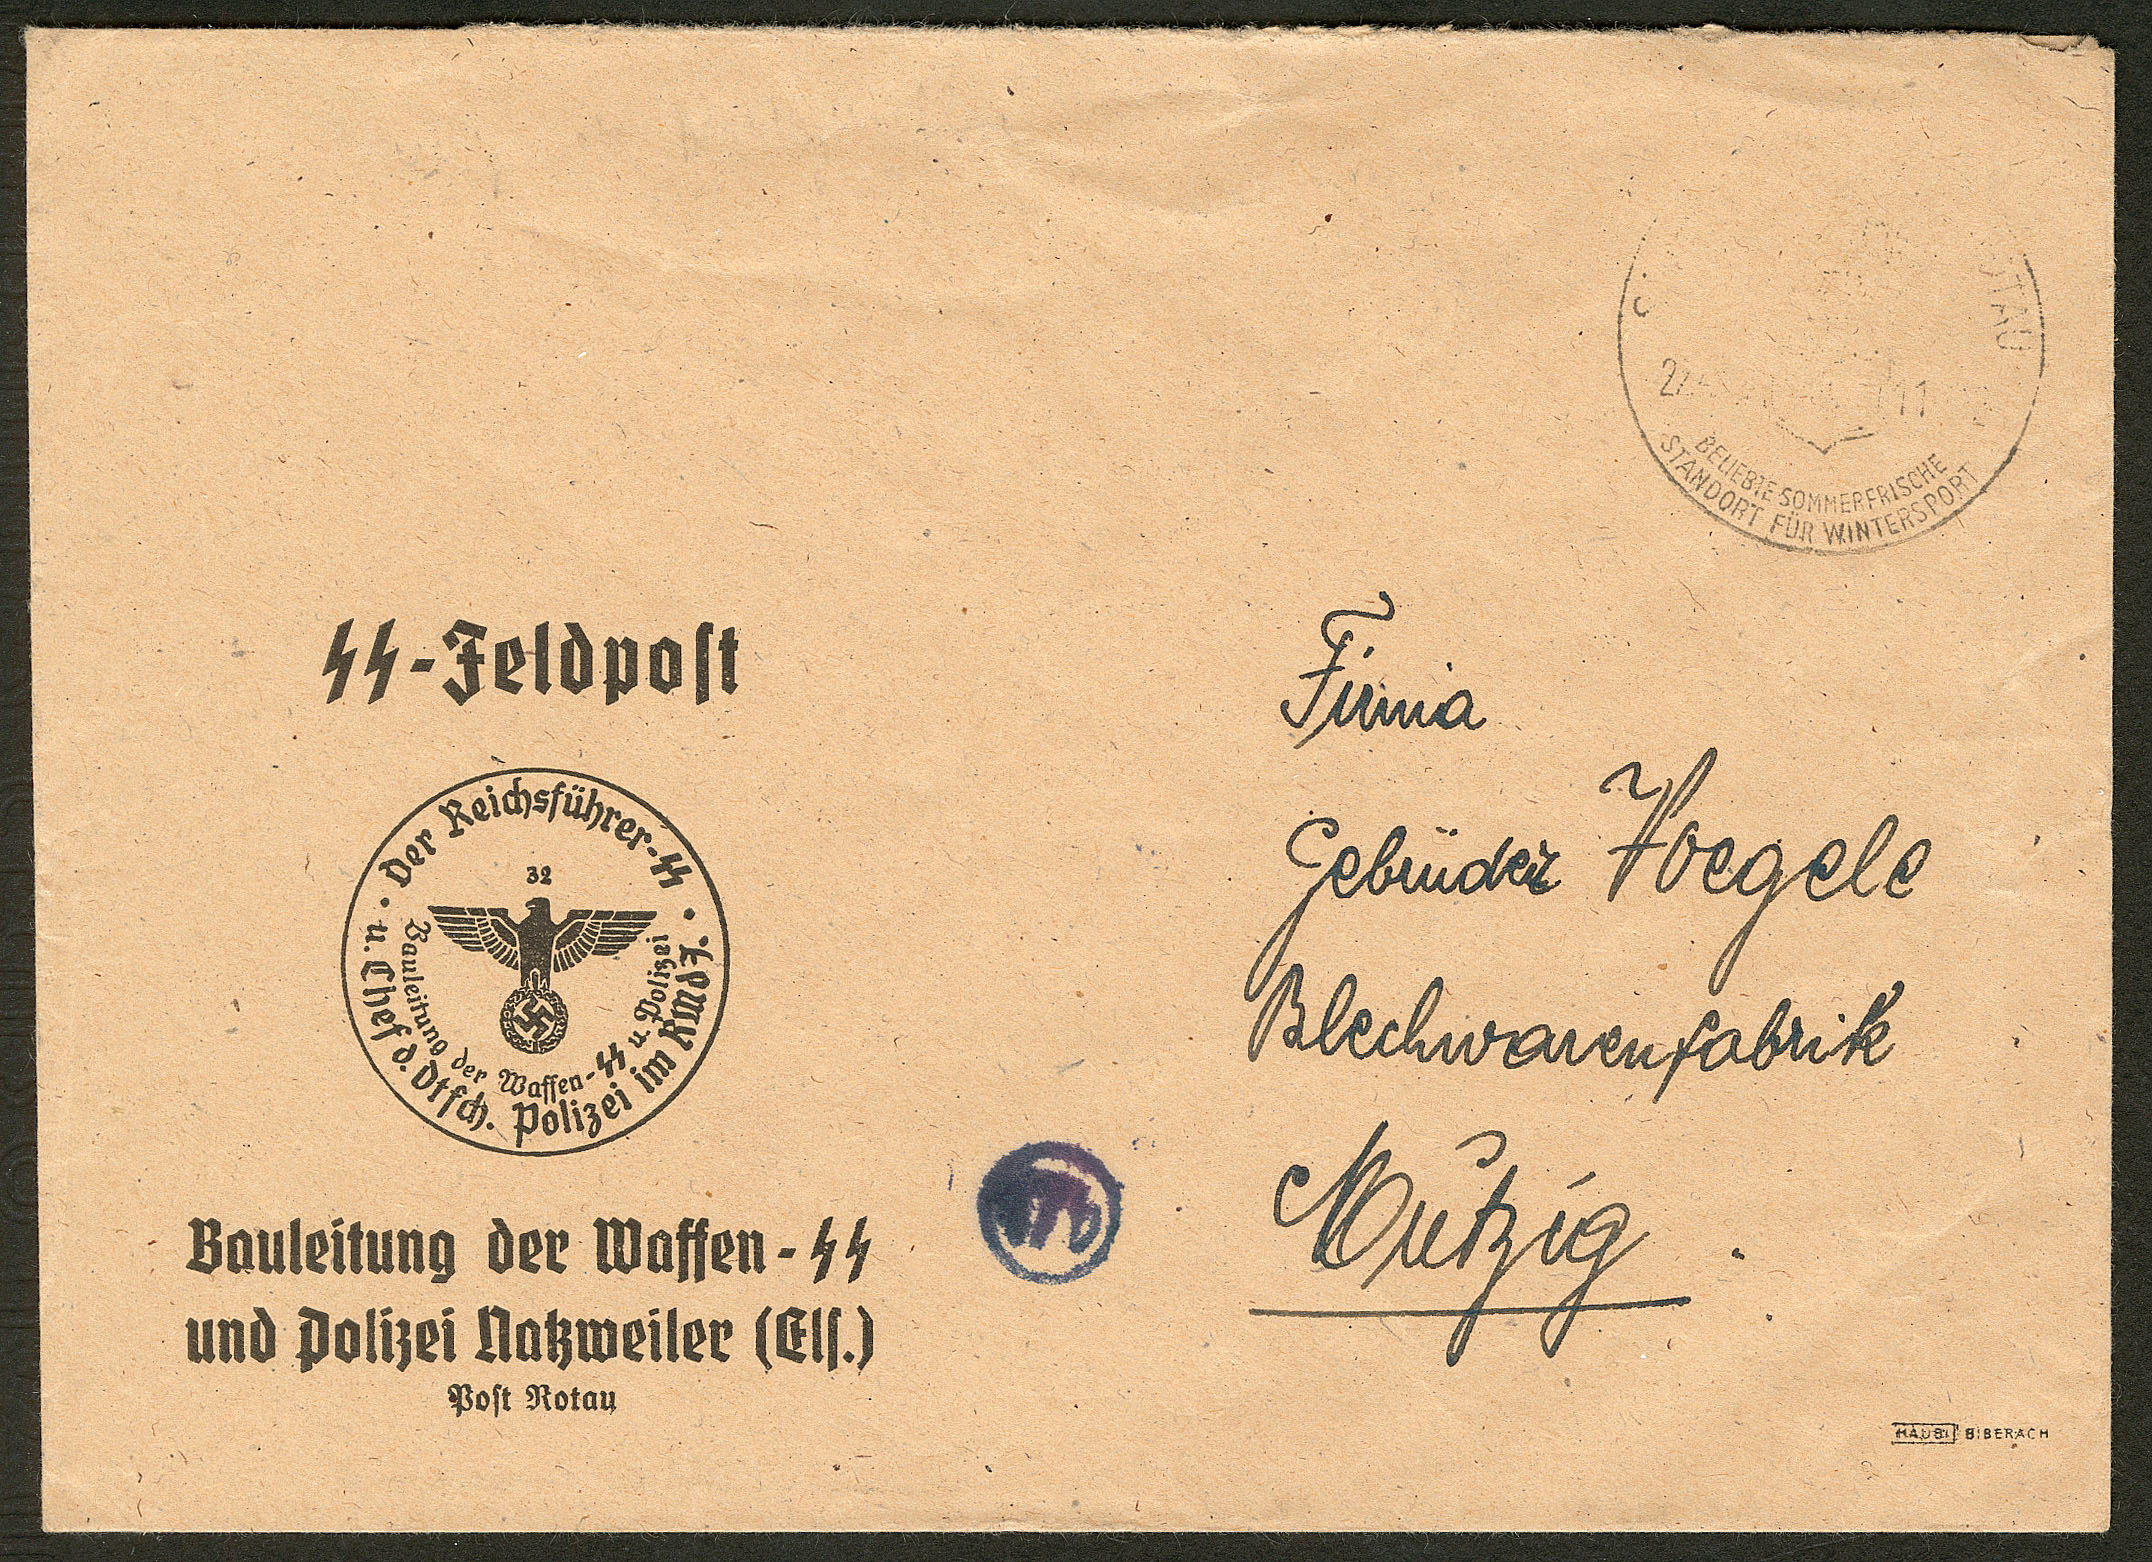 BELIEBTE SOMMERFRISCHE
STANDORT FÜR WINTERSPORT
SS-Feldpost
Der Reichsführer-SS
u. Chef d. Dtsch. Polizei im RMdI.
32
Bauleitung der Waffen-SS u. Polizei
Bauleitung der Waffen-SS
und Polizei Natzweiler (Els.)
Post Rotau
Firma
Gebrüder Voegele
Blechwarenfabrik
Mutzig
BIBERACH